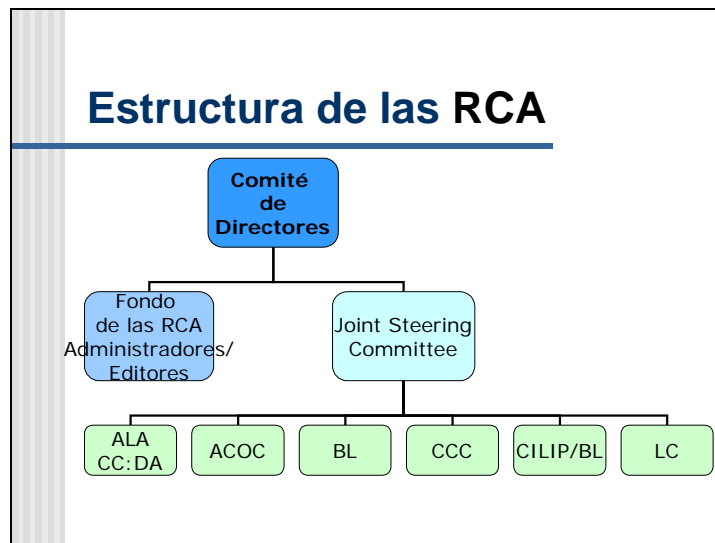 Estructura de las RCA
Comité
de
Directores
Fondo
de las RCA
Administradores/
Editores
Joint Steering
Committee
ALA
CC:DA
ACOC
BL
CCC
CILIP/BL
LC